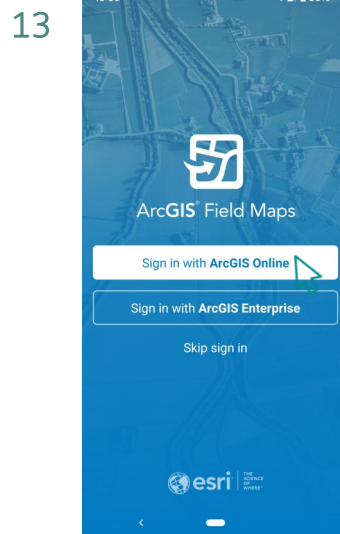 13
ArcGIS® Field Maps
Sign in with ArcGIS Online
Sign in with ArcGIS Enterprise
Skip sign in
esri
THE
SCIENCE
OF
WHERE™